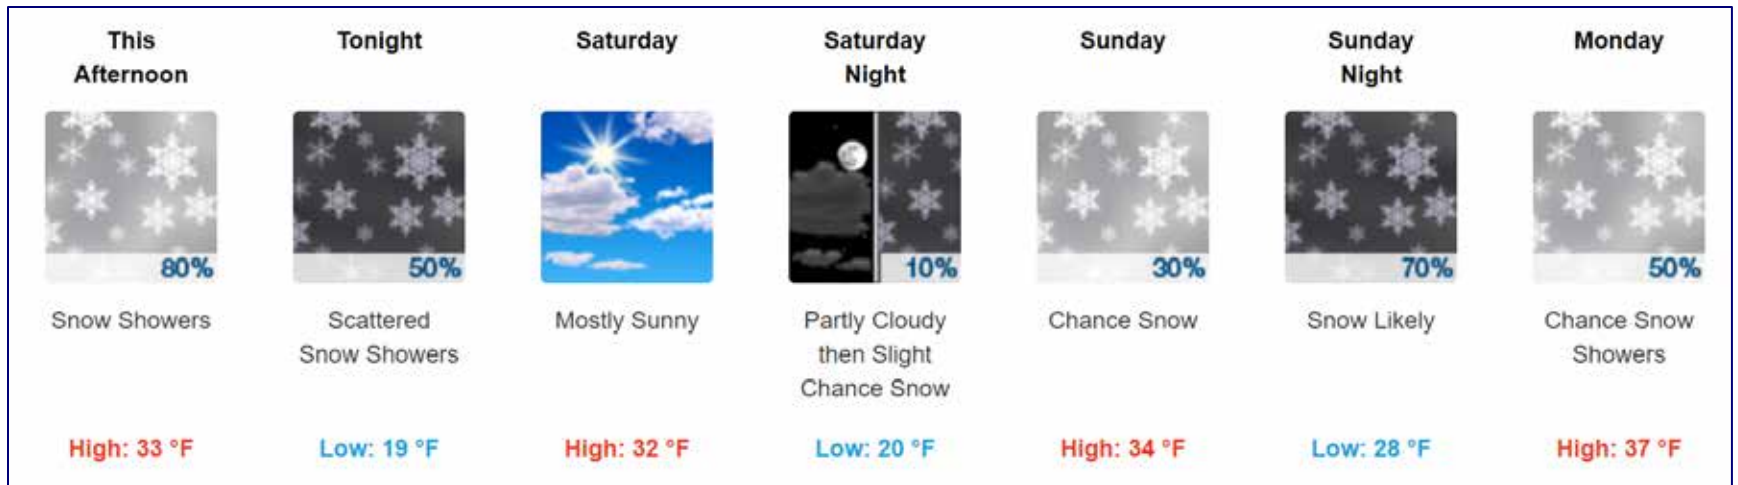 This
Afternoon
80%
Snow Showers
High: 33 °F
Tonight
50%
Scattered
Snow Showers
Low: 19 °F
Saturday
Mostly Sunny
High: 32 °F
Saturday
Night
10%
Partly Cloudy
then Slight
Chance Snow
Low: 20 °F
Sunday
30%
Chance Snow
High: 34 °F
Sunday
Night
70%
Snow Likely
Low: 28 °F
Monday
50%
Chance Snow
Showers
High: 37 °F